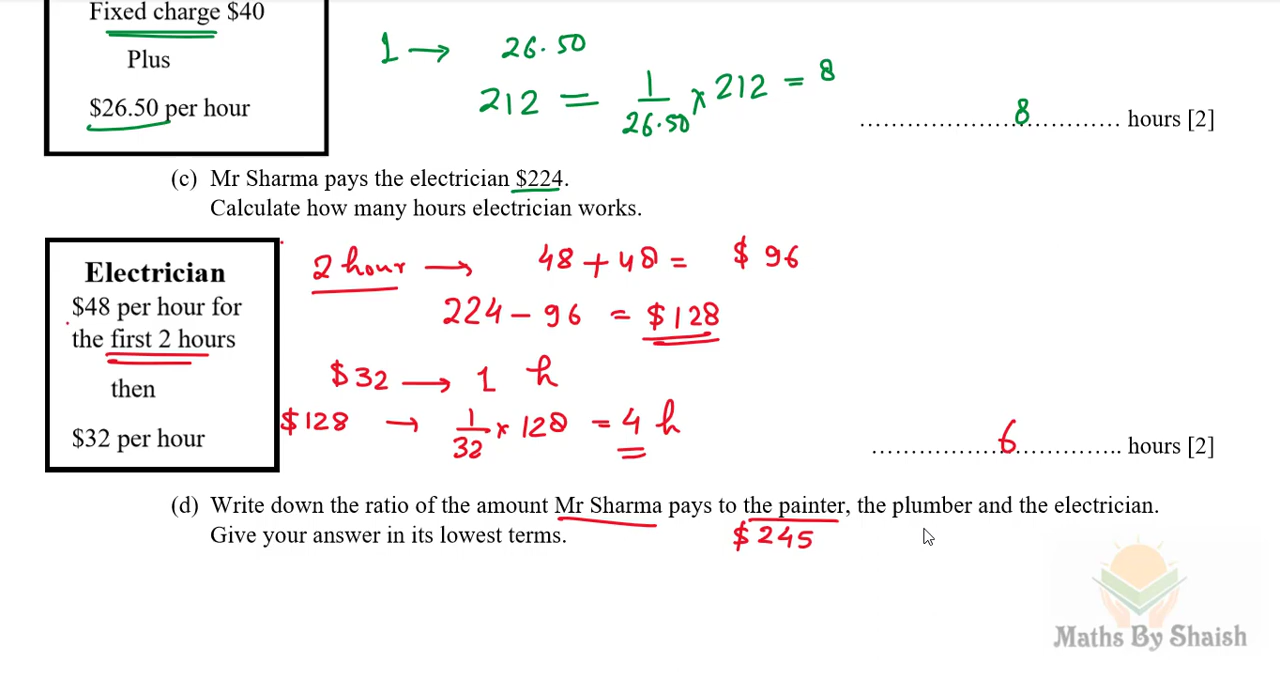 Fixed charge $40
Plus
$26.50 per hour
1 → 26.50
212 = 1/26.50 × 212 = 8
........................8............. hours [2]
(c) Mr Sharma pays the electrician $224.
Calculate how many hours electrician works.
Electrician
$48 per hour for
the first 2 hours
then
$32 per hour
2 hour → 48 + 48 = $ 96
224 - 96 = $128
$32 → 1 h
$128 → 1/32 × 128 = 4 h
....................6................. hours [2]
(d) Write down the ratio of the amount Mr Sharma pays to the painter, the plumber and the electrician.
Give your answer in its lowest terms.
$245
Maths By Shaish